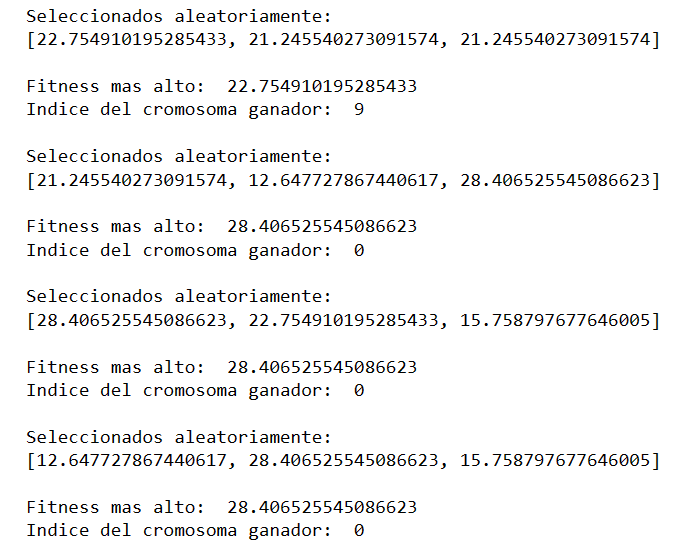 Seleccionados aleatoriamente:
[22.754910195285433, 21.245540273091574, 21.245540273091574]
Fitness mas alto:  22.754910195285433
Indice del cromosoma ganador:  9
Seleccionados aleatoriamente:
[21.245540273091574, 12.647727867440617, 28.406525545086623]
Fitness mas alto:  28.406525545086623
Indice del cromosoma ganador:  0
Seleccionados aleatoriamente:
[28.406525545086623, 22.754910195285433, 15.758797677646005]
Fitness mas alto:  28.406525545086623
Indice del cromosoma ganador:  0
Seleccionados aleatoriamente:
[12.647727867440617, 28.406525545086623, 15.758797677646005]
Fitness mas alto:  28.406525545086623
Indice del cromosoma ganador:  0